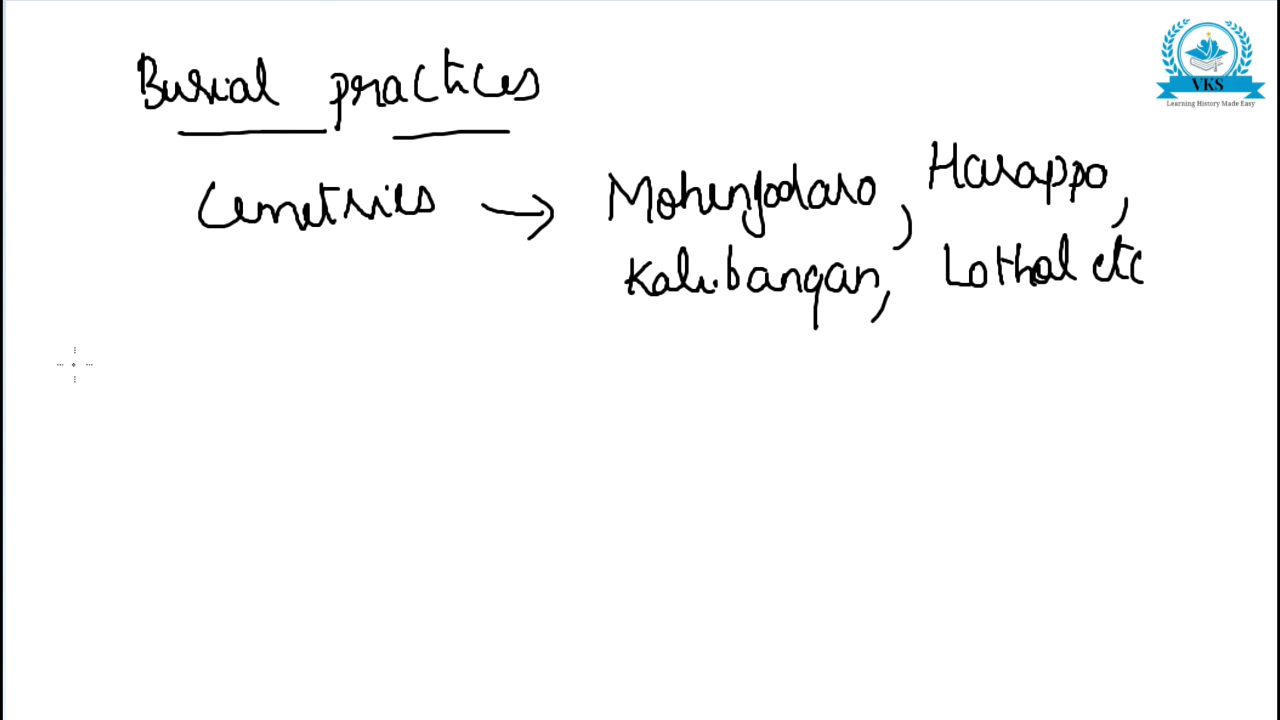 Burial practices
Cemetries → Mohenjodaro, Harappa,
Kalibangan, Lothal etc
VKS
Learning History Made Easy